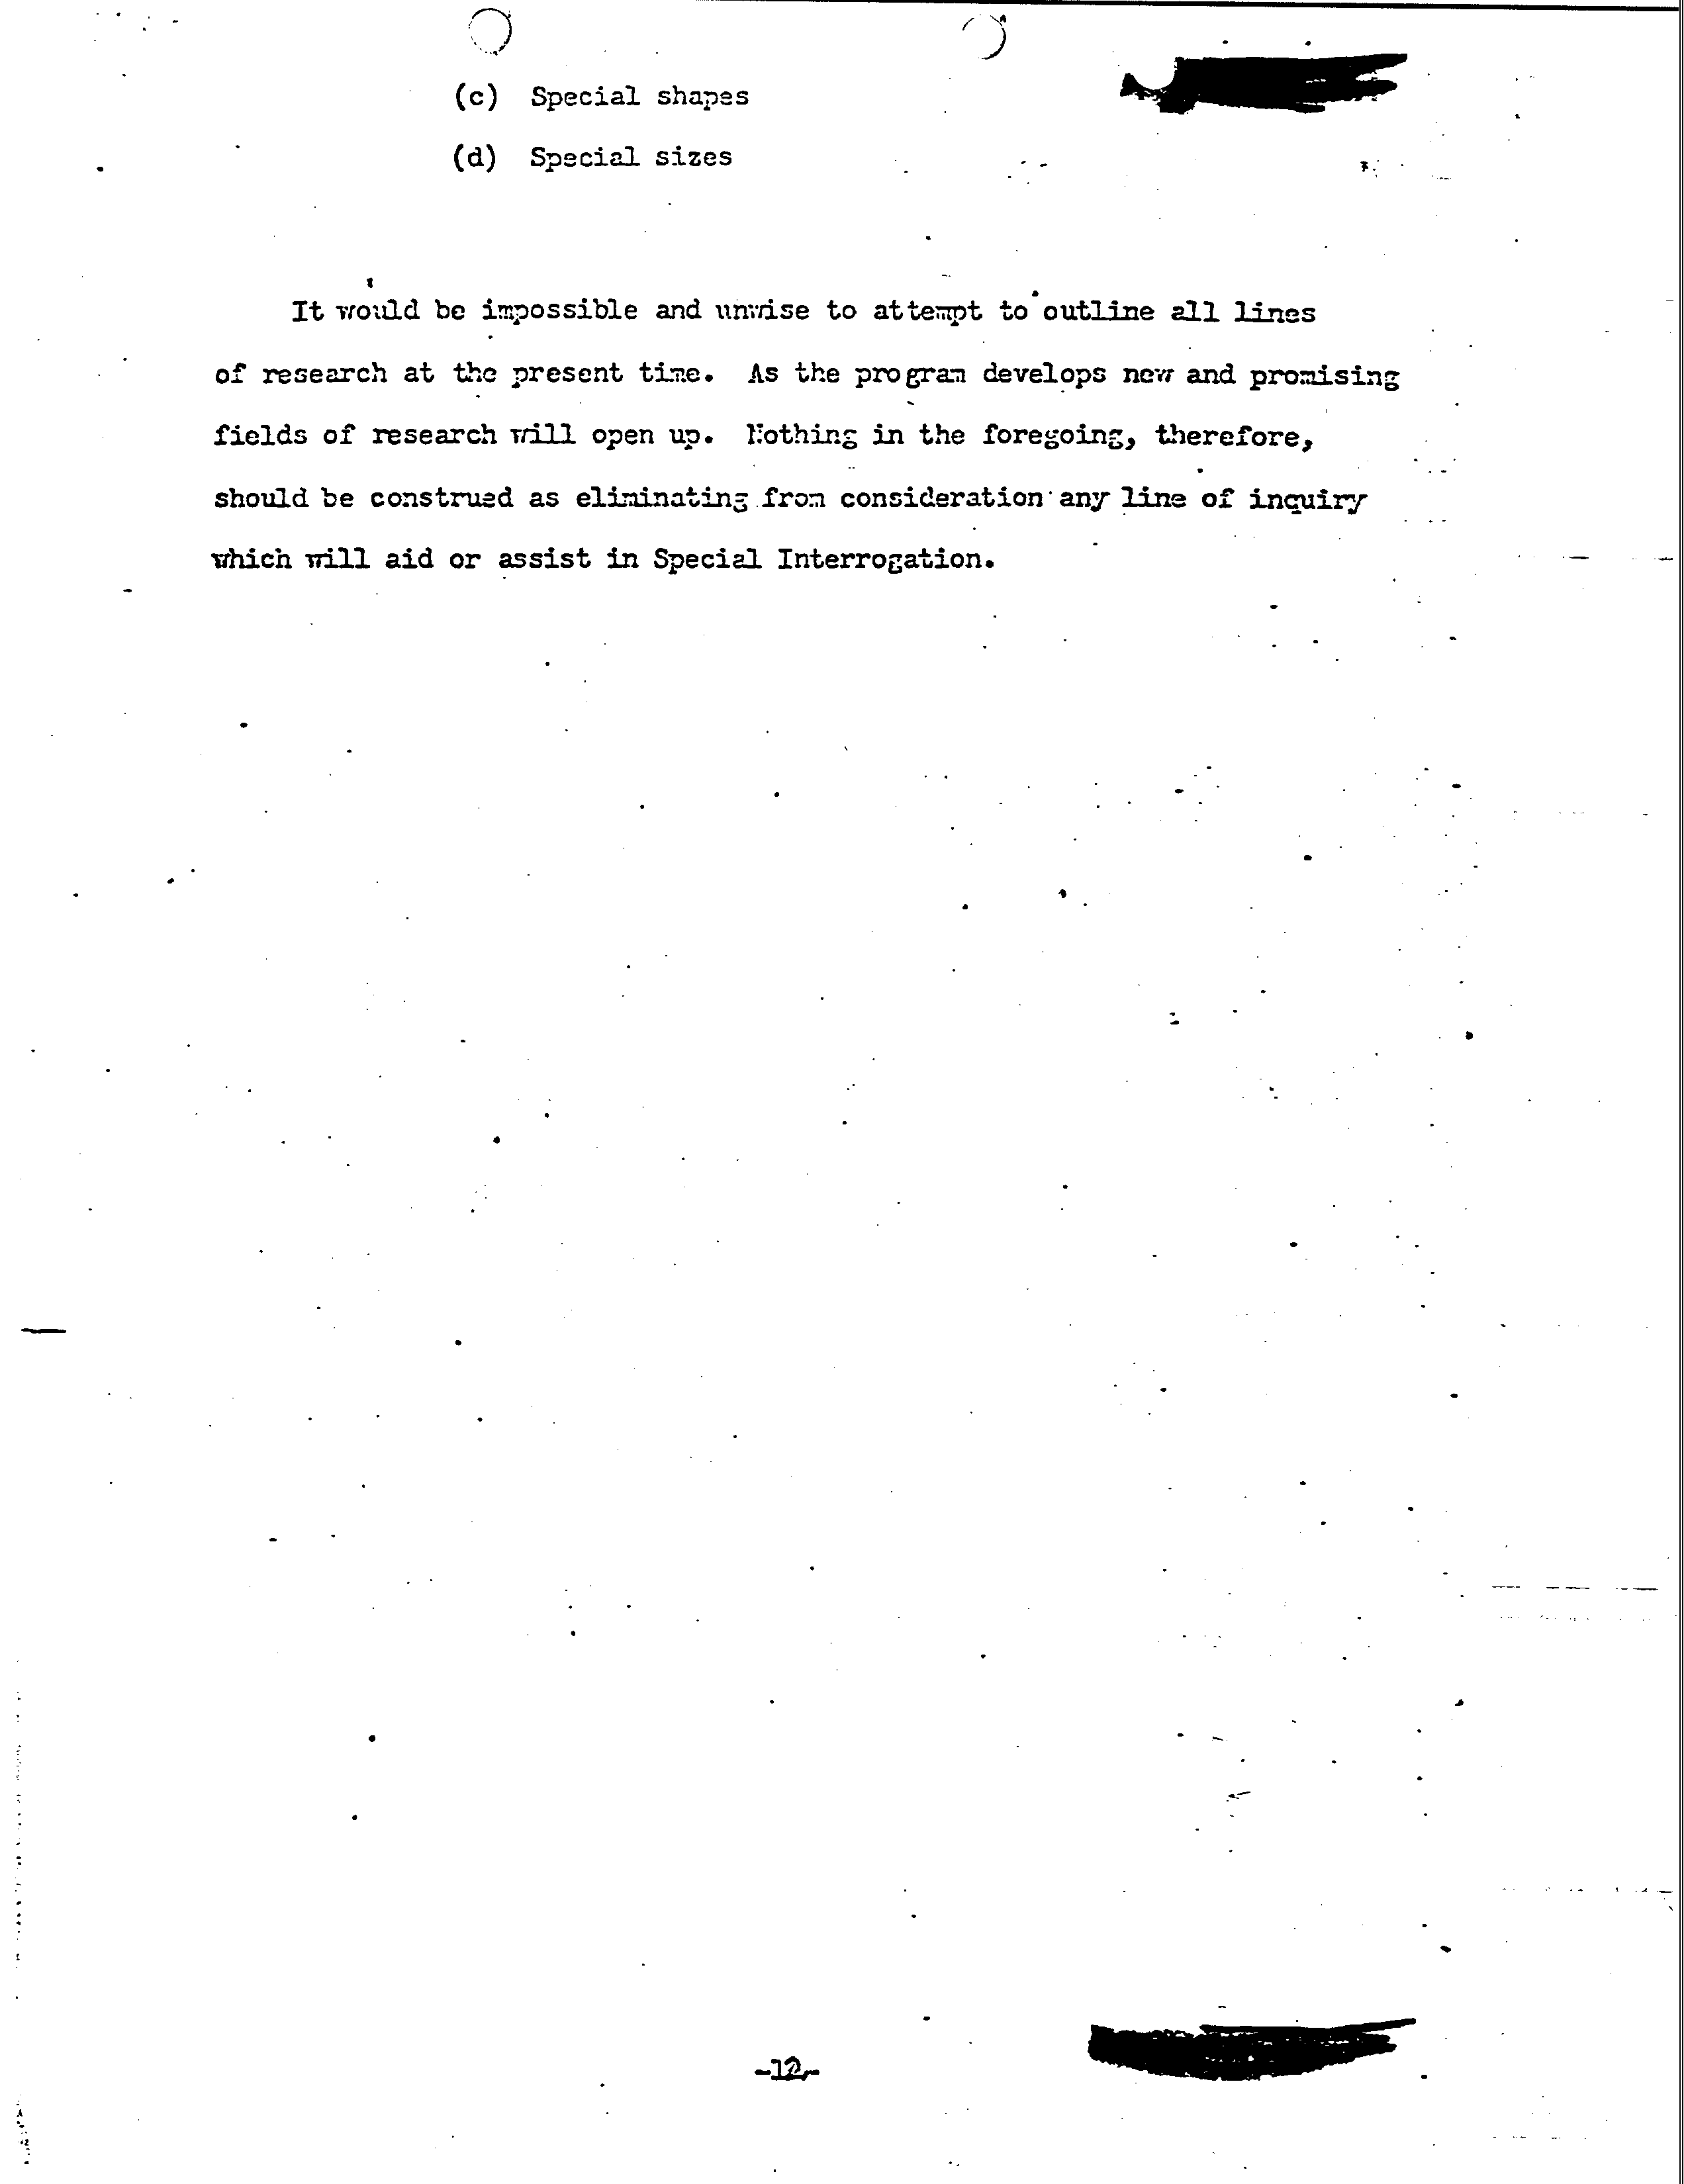 (c) Special shapes
(d) Special sizes
It would be impossible and unwise to attempt to outline all lines
of research at the present time. As the program develops new and promising
fields of research will open up. Nothing in the foregoing, therefore,
should be construed as eliminating from consideration any line of inquiry
which will aid or assist in Special Interrogation.
-12-